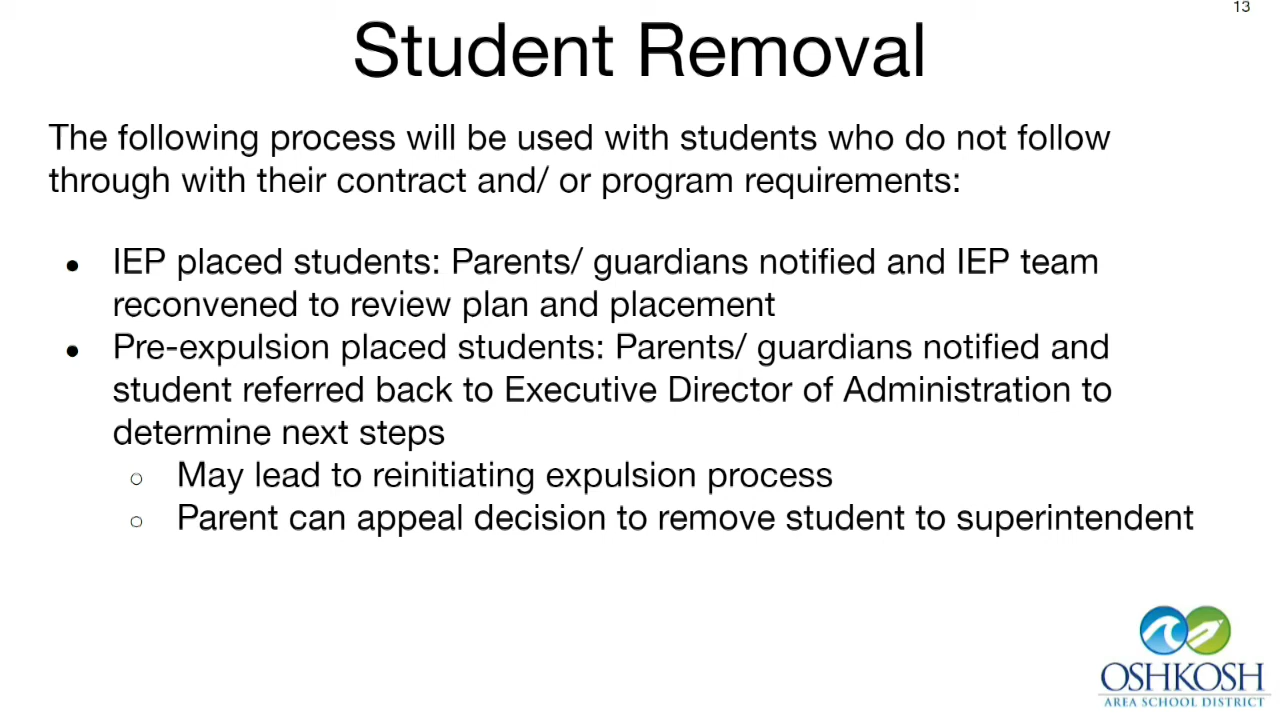 13
Student Removal
The following process will be used with students who do not follow
through with their contract and/ or program requirements:
● IEP placed students: Parents/ guardians notified and IEP team
reconvened to review plan and placement
● Pre-expulsion placed students: Parents/ guardians notified and
student referred back to Executive Director of Administration to
determine next steps
○ May lead to reinitiating expulsion process
○ Parent can appeal decision to remove student to superintendent
OSHKOSH
AREA SCHOOL DISTRICT